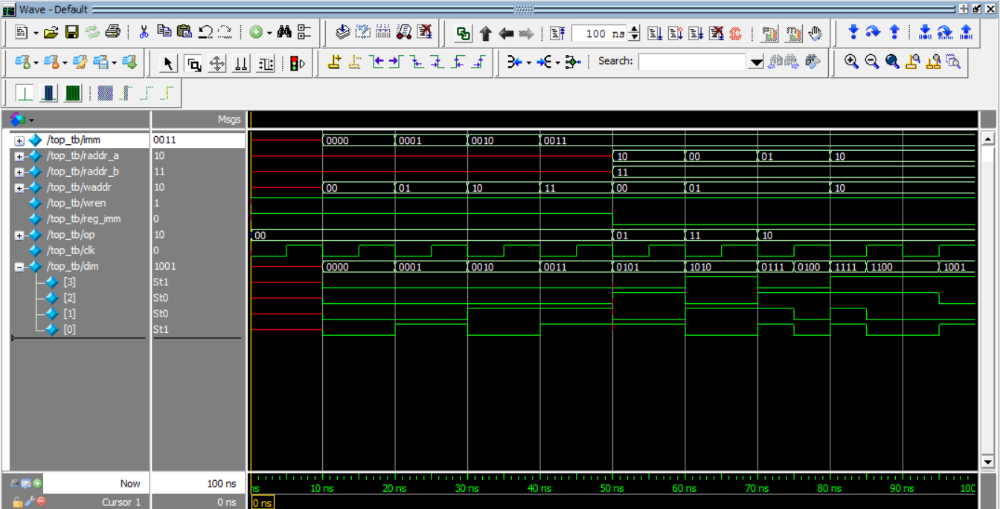 Wave - Default
100 ns
Search:
Msgs
/top_tb/imm 0011 0000 0001 0010 0011
/top_tb/raddr_a 10 10 00 01 10
/top_tb/raddr_b 11 11
/top_tb/waddr 10 00 01 10 11 00 01 10
/top_tb/wren 1
/top_tb/reg_imm 0
/top_tb/op 10 00 01 11 10
/top_tb/clk 0
/top_tb/dim 1001 0000 0001 0010 0011 0101 1010 0111 0100 1111 1100 1001
[3] St1
[2] St0
[1] St0
[0] St1
Now 100 ns ns 10 ns 20 ns 30 ns 40 ns 50 ns 60 ns 70 ns 80 ns 90 ns 100
Cursor 1 0 ns 0 ns